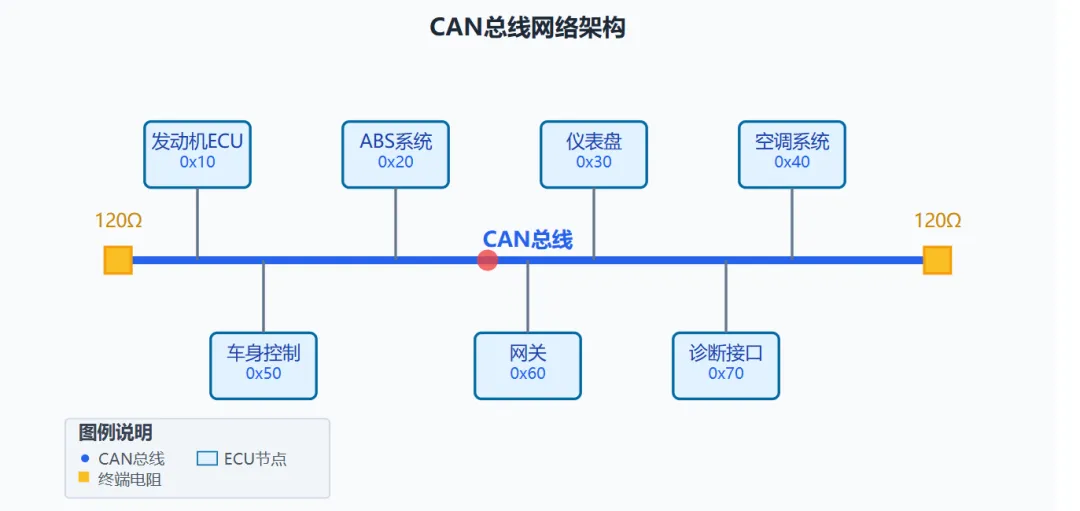 CAN总线网络架构
发动机ECU
0x10
ABS系统
0x20
仪表盘
0x30
空调系统
0x40
120Ω
120Ω
CAN总线
车身控制
0x50
网关
0x60
诊断接口
0x70
图例说明
CAN总线
ECU节点
终端电阻